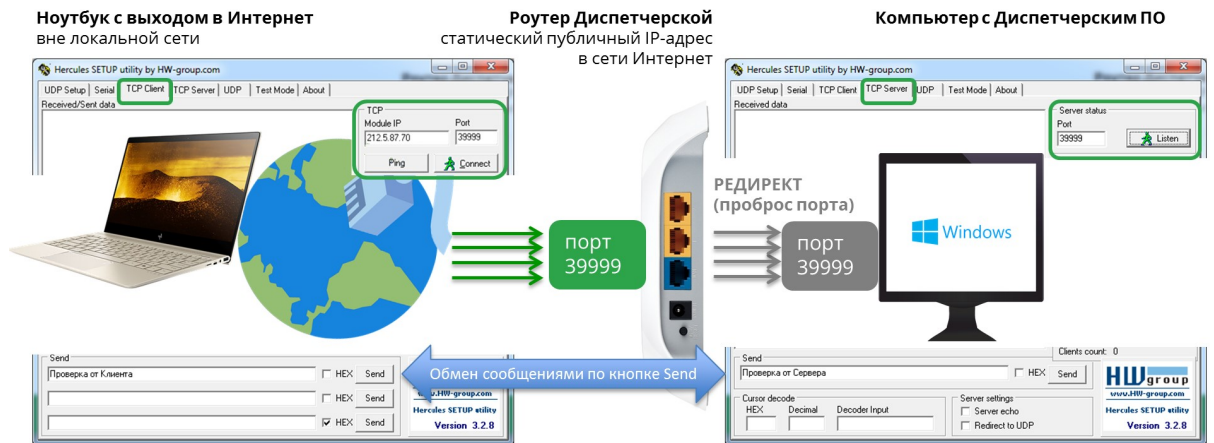 Ноутбук с выходом в Интернет
вне локальной сети
Роутер Диспетчерской
статический публичный IP-адрес
в сети Интернет
Компьютер с Диспетчерским ПО
Hercules SETUP utility by HW-group.com
UDP Setup Serial TCP Client TCP Server UDP Test Mode About
Received/Sent data
TCP
Module IP Port
212.5.87.70 39999
Ping Connect
Hercules SETUP utility by HW-group.com
UDP Setup Serial TCP Client TCP Server UDP Test Mode About
Received data
Server status
Port
39999 Listen
порт
39999
РЕДИРЕКТ
(проброс порта)
порт
39999
Windows
Send
Проверка от Клиента HEX Send
HEX Send
HEX Send
www.HW-group.com
Hercules SETUP utility
Version 3.2.8
Обмен сообщениями по кнопке Send
Clients count: 0
Send
Проверка от Сервера HEX Send
Cursor decode
HEX Decimal Decoder Input
Server settings
Server echo
Redirect to UDP
HW group
www.HW-group.com
Hercules SETUP utility
Version 3.2.8